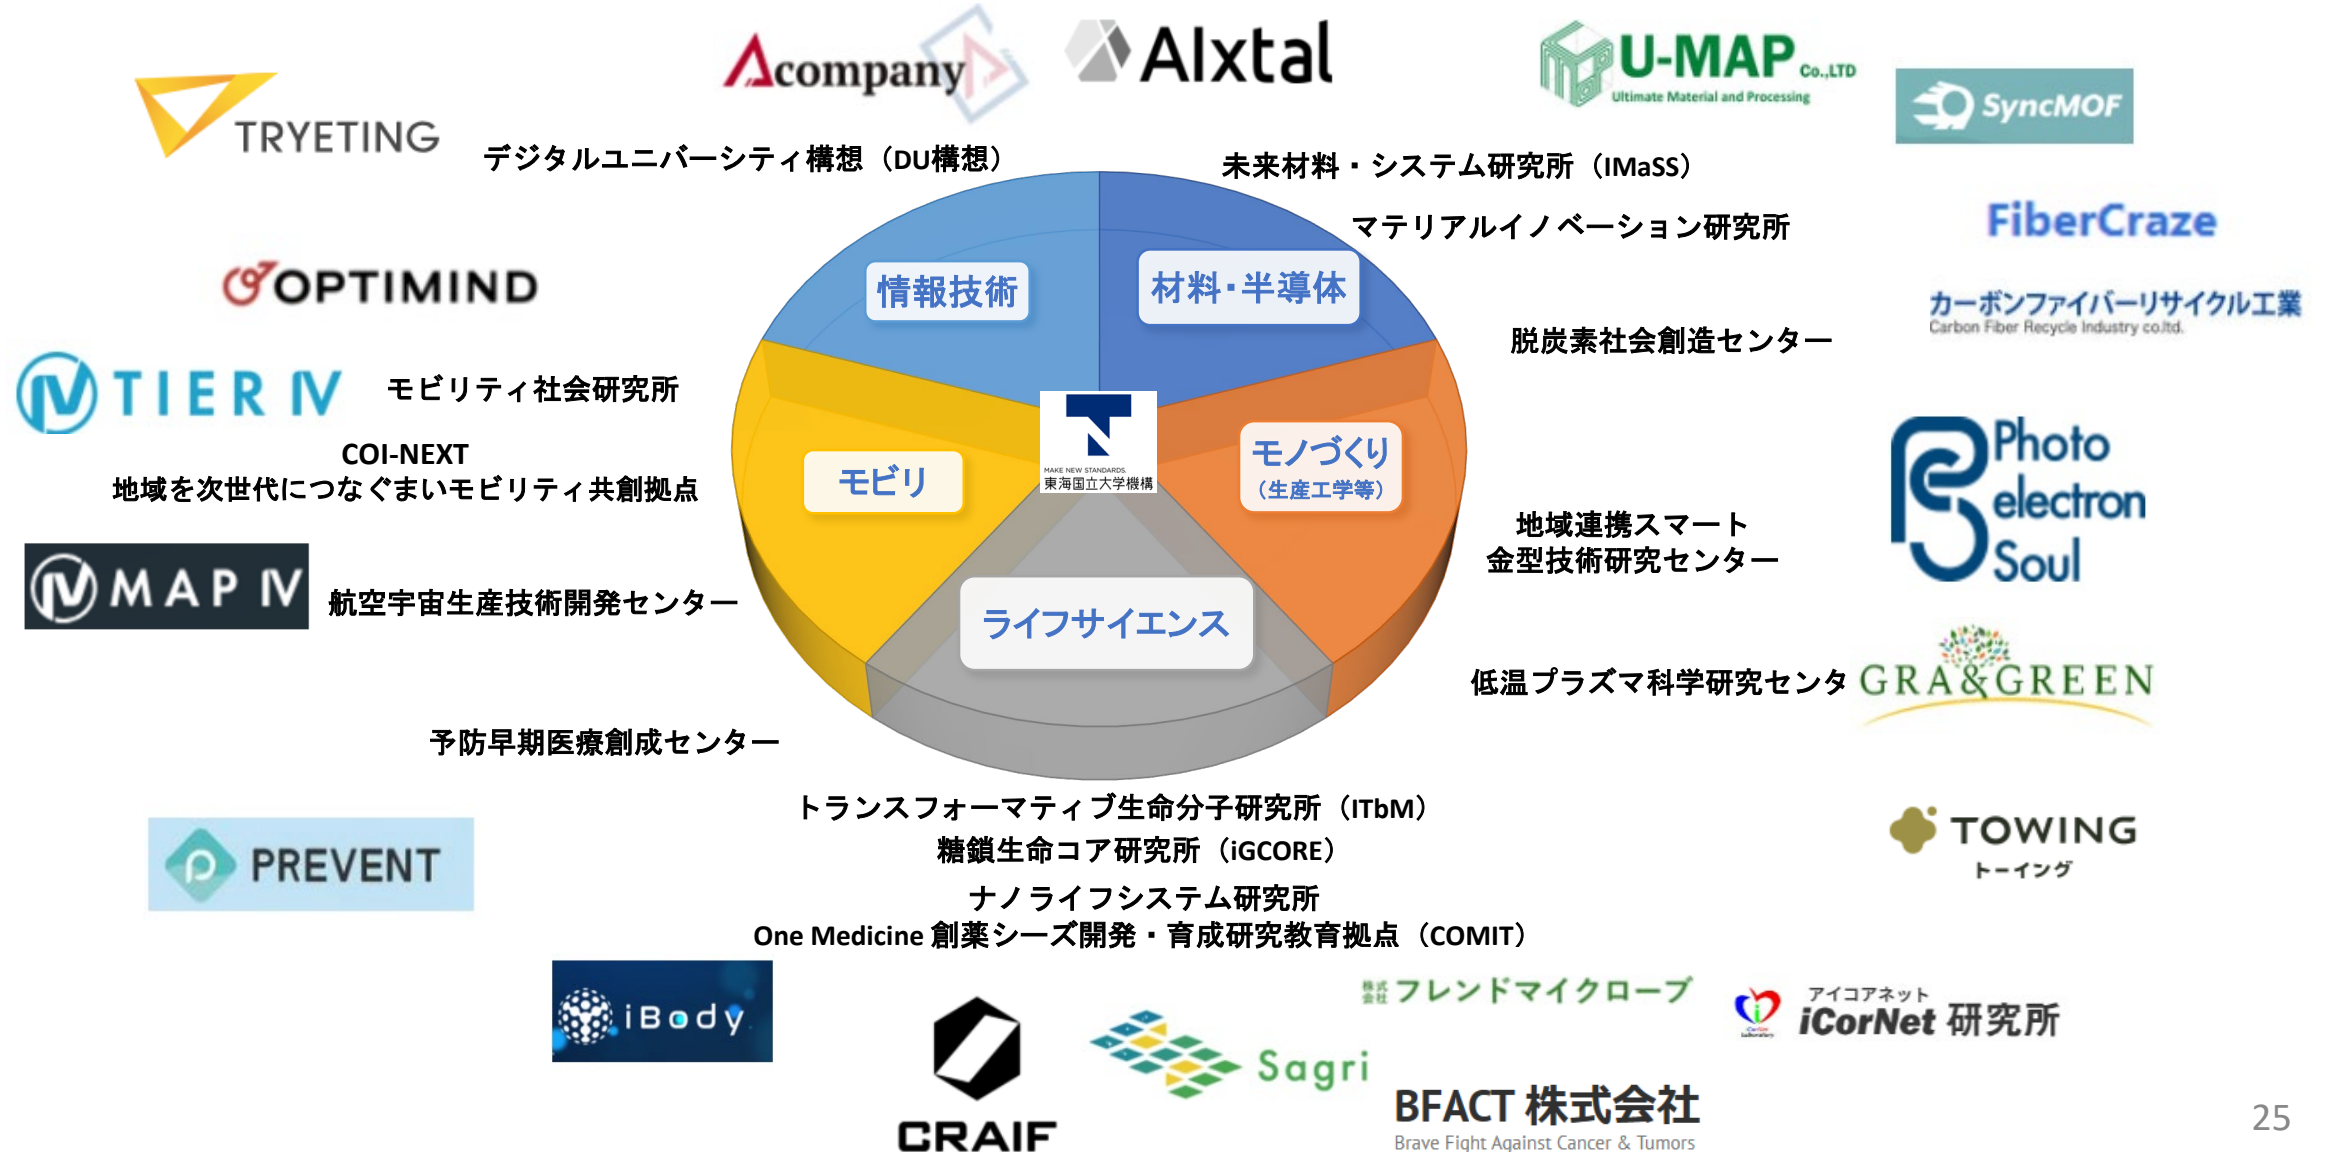 Acompany
AIxtal
U-MAP Co.,LTD
Ultimate Material and Processing
SyncMOF
TRYETING
デジタルユニバーシティ構想（DU構想）
未来材料・システム研究所（IMaSS）
マテリアルイノベーション研究所
FiberCraze
OPTIMIND
情報技術
材料・半導体
カーボンファイバーリサイクル工業
Carbon Fiber Recycle Industry co.ltd.
脱炭素社会創造センター
TIER IV
モビリティ社会研究所
COI-NEXT
地域を次世代につなぐまいモビリティ共創拠点
モビリ
MAKE NEW STANDARDS.
東海国立大学機構
モノづくり
（生産工学等）
Photo
electron
Soul
地域連携スマート
金型技術研究センター
MAP IV
航空宇宙生産技術開発センター
ライフサイエンス
低温プラズマ科学研究センタ
GRA&GREEN
予防早期医療創成センター
トランスフォーマティブ生命分子研究所（ITbM）
糖鎖生命コア研究所（iGCORE）
ナノライフシステム研究所
One Medicine 創薬シーズ開発・育成研究教育拠点（COMIT）
PREVENT
TOWING
トーイング
iBody
CRAIF
Sagri
株式会社 フレンドマイクローブ
アイコアネット
iCorNet 研究所
BFACT 株式会社
Brave Fight Against Cancer & Tumors
25